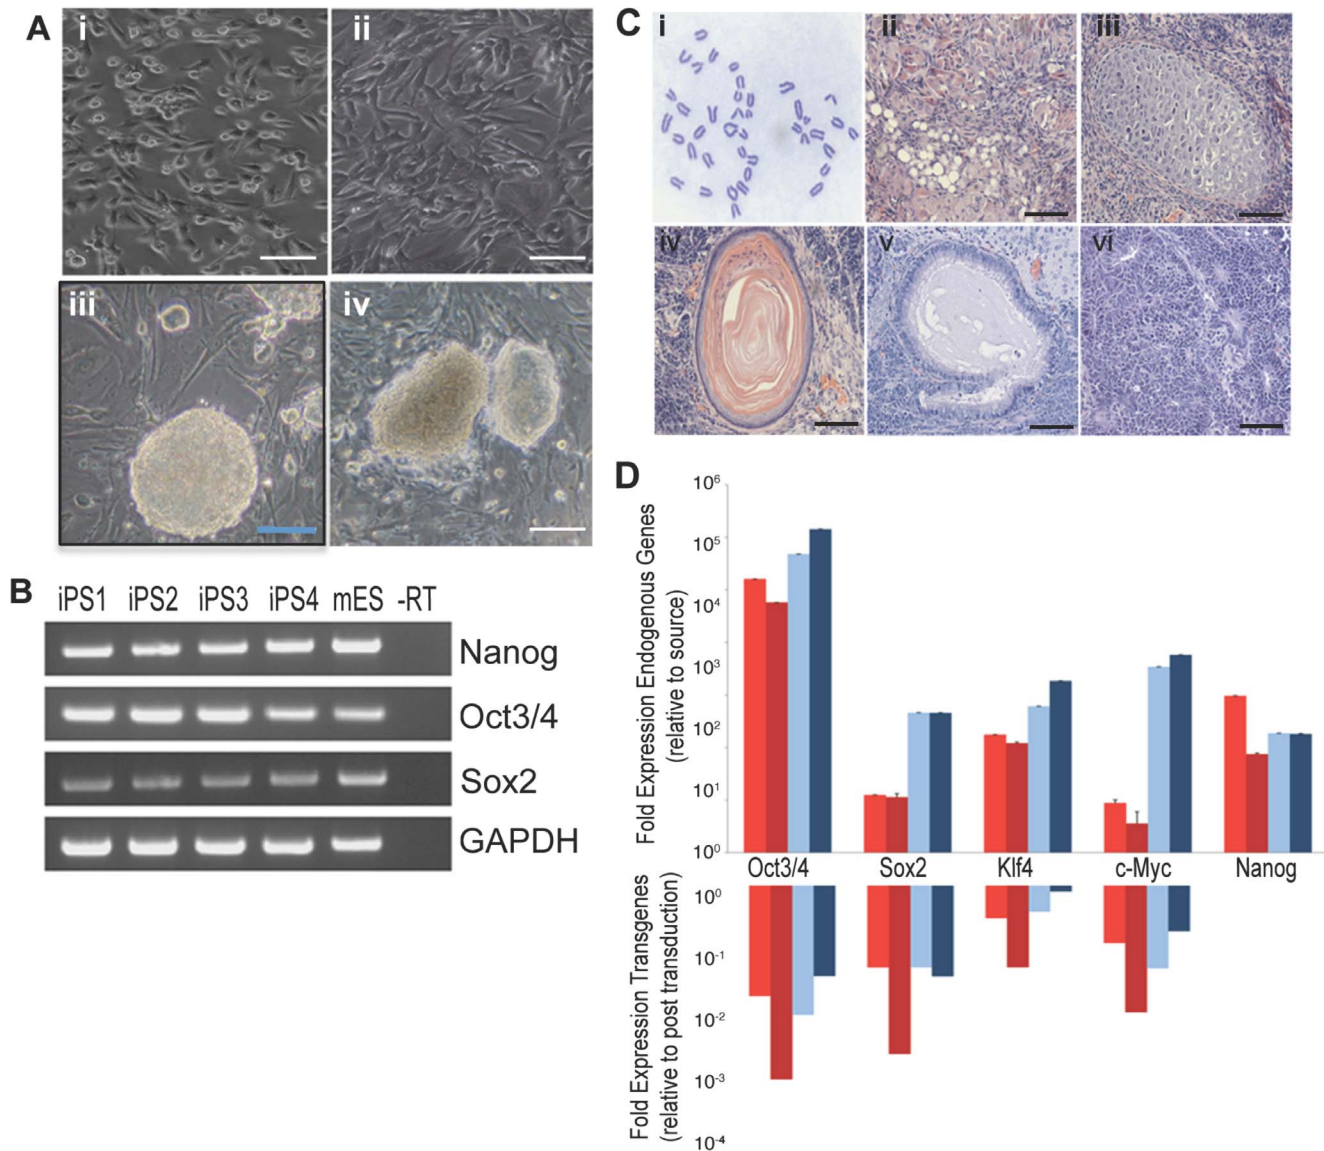 A
i
ii
iii
iv
B
iPS1 iPS2 iPS3 iPS4 mES -RT
Nanog
Oct3/4
Sox2
GAPDH
C
i
ii
iii
iv
v
vi
D
Fold Expression Endogenous Genes
(relative to source)
10⁶
10⁵
10⁴
10³
10²
10¹
10⁰
Oct3/4 Sox2 Klf4 c-Myc Nanog
Fold Expression Transgenes
(relative to post transduction)
10⁰
10⁻¹
10⁻²
10⁻³
10⁻⁴